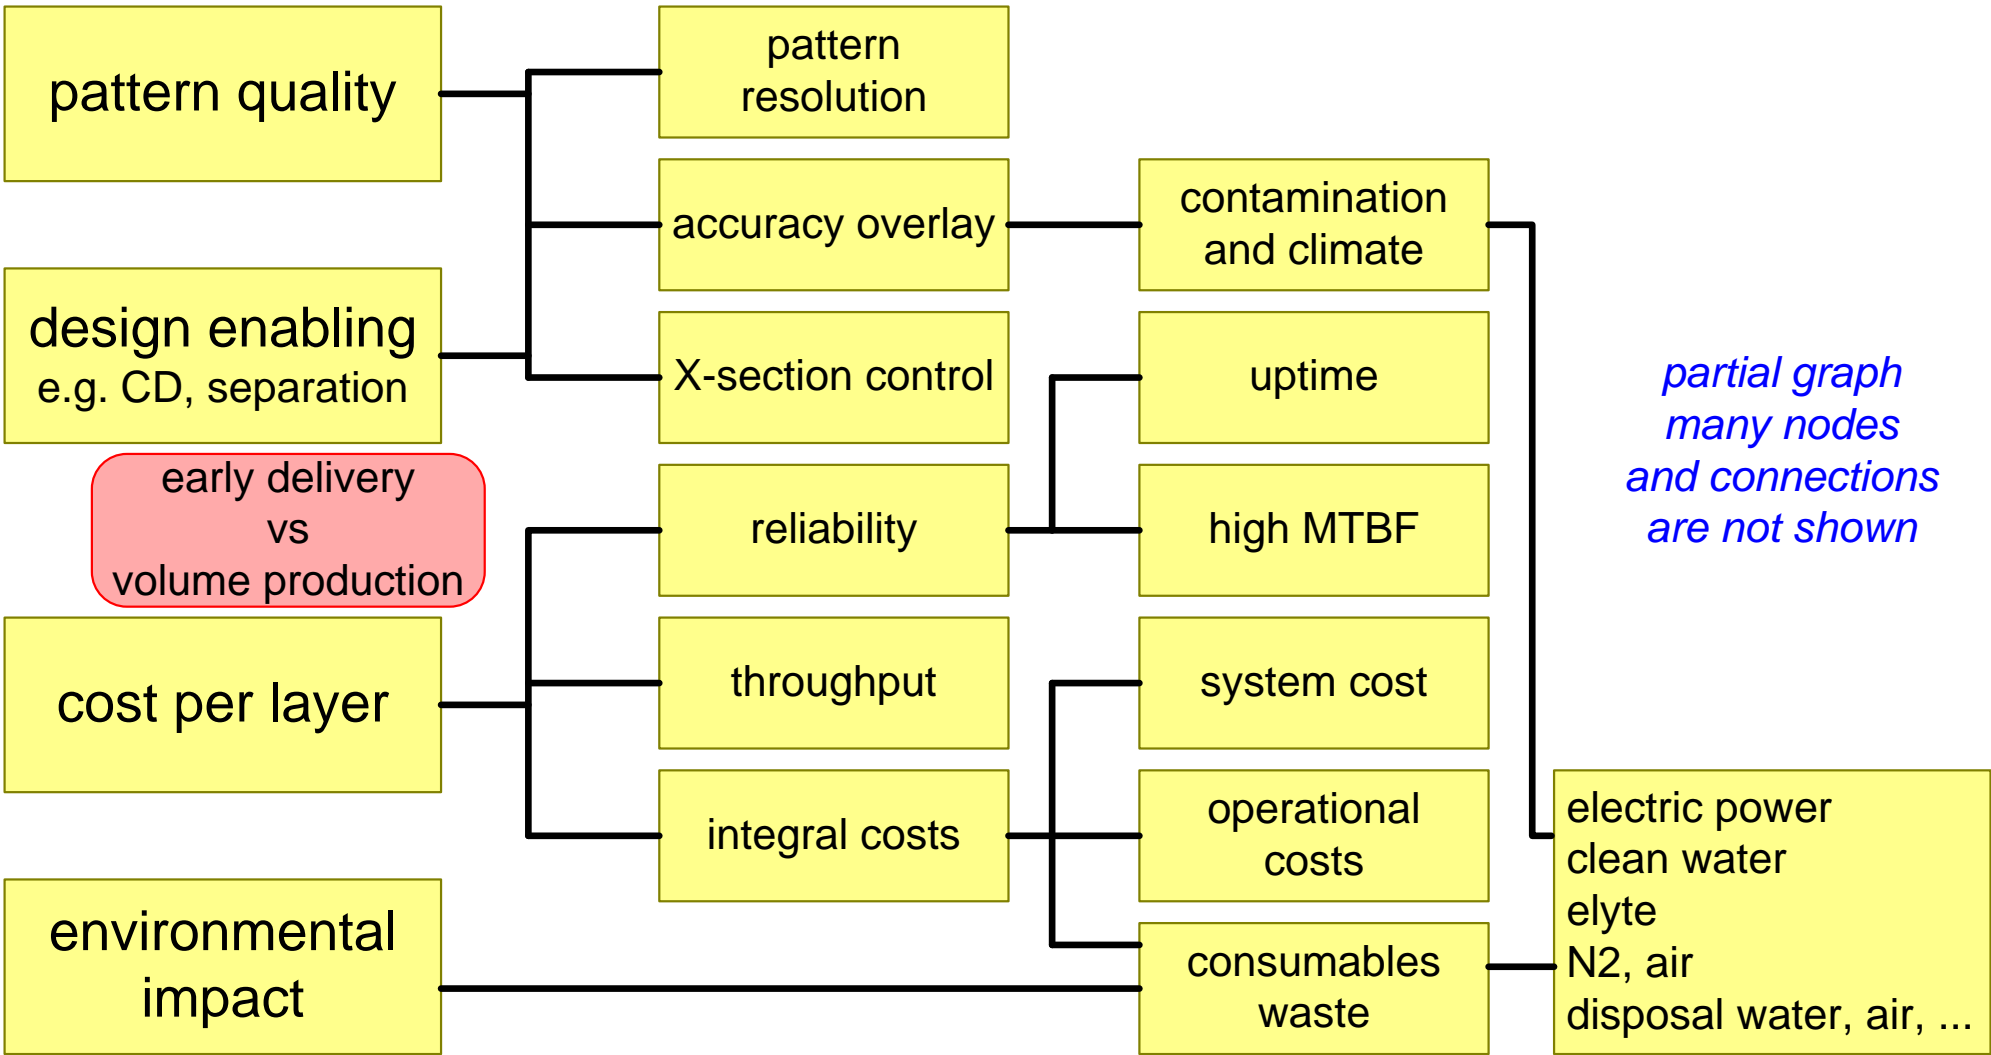 pattern quality
design enabling
e.g. CD, separation
early delivery
vs
volume production
cost per layer
environmental
impact
pattern
resolution
accuracy overlay
X-section control
reliability
throughput
integral costs
contamination
and climate
uptime
high MTBF
system cost
operational
costs
consumables
waste
partial graph
many nodes
and connections
are not shown
electric power
clean water
elyte
N2, air
disposal water, air, ...